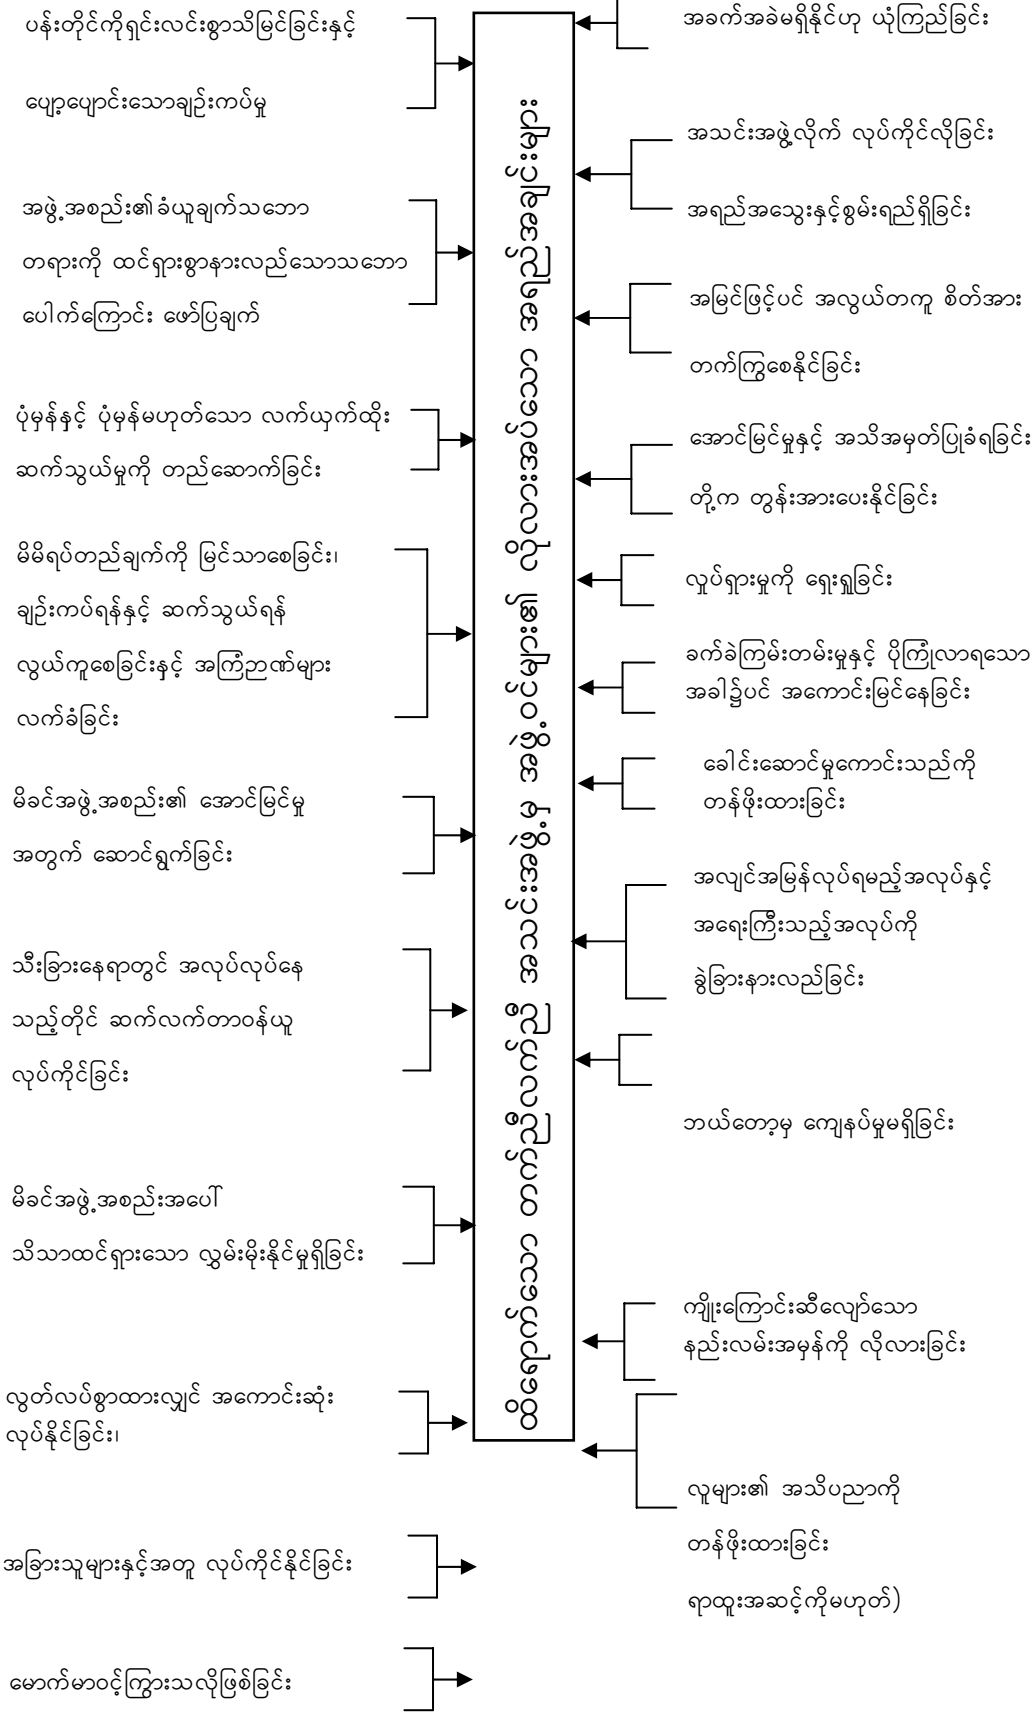 ပန်းတိုင်ကိုရှင်းလင်းစွာသိမြင်ခြင်းနှင့်
ပျော့ပျောင်းသောချဉ်းကပ်မှု
အဖွဲ့အစည်း၏ခံယူချက်သဘော
တရားကို ထင်ရှားစွာနားလည်သောသဘော
ပေါက်ကြောင်း ဖော်ပြချက်
ပုံမှန်နှင့် ပုံမှန်မဟုတ်သော လက်ယှက်ထိုး
ဆက်သွယ်မှုကို တည်ဆောက်ခြင်း
မိမိရပ်တည်ချက်ကို မြင်သာစေခြင်း၊
ချဉ်းကပ်ရန်နှင့် ဆက်သွယ်ရန်
လွယ်ကူစေခြင်းနှင့် အကြံဉာဏ်များ
လက်ခံခြင်း
မိခင်အဖွဲ့အစည်း၏ အောင်မြင်မှု
အတွက် ဆောင်ရွက်ခြင်း
သီးခြားနေရာတွင် အလုပ်လုပ်နေ
သည့်တိုင် ဆက်လက်တာဝန်ယူ
လုပ်ကိုင်ခြင်း
မိခင်အဖွဲ့အစည်းအပေါ်
သိသာထင်ရှားသော လွှမ်းမိုးနိုင်မှုရှိခြင်း
လွတ်လပ်စွာထားလျှင် အကောင်းဆုံး
လုပ်နိုင်ခြင်း၊
အခြားသူများနှင့်အတူ လုပ်ကိုင်နိုင်ခြင်း
မောက်မာဝင့်ကြွားသလိုဖြစ်ခြင်း
အခက်အခဲမရှိနိုင်ဟု ယုံကြည်ခြင်း
အသင်းအဖွဲ့လိုက် လုပ်ကိုင်လိုခြင်း
အရည်အသွေးနှင့်စွမ်းရည်ရှိခြင်း
အမြင်ဖြင့်ပင် အလွယ်တကူ စိတ်အား
တက်ကြွစေနိုင်ခြင်း
အောင်မြင်မှုနှင့် အသိအမှတ်ပြုခံရခြင်း
တို့က တွန်းအားပေးနိုင်ခြင်း
လှုပ်ရှားမှုကို ရှေးရှုခြင်း
ခက်ခဲကြမ်းတမ်းမှုနှင့် ပိုကြုံလာရသော
အခါ၌ပင် အကောင်းမြင်နေခြင်း
ခေါင်းဆောင်မှုကောင်းသည်ကို
တန်ဖိုးထားခြင်း
အလျင်အမြန်လုပ်ရမည့်အလုပ်နှင့်
အရေးကြီးသည့်အလုပ်ကို
ခွဲခြားနားလည်ခြင်း
ဘယ်တော့မှ ကျေနပ်မှုမရှိခြင်း
ကျိုးကြောင်းဆီလျော်သော
နည်းလမ်းအမှန်ကို လိုလားခြင်း
လူများ၏ အသိပညာကို
တန်ဖိုးထားခြင်း
ရာထူးအဆင့်ကိုမဟုတ်)